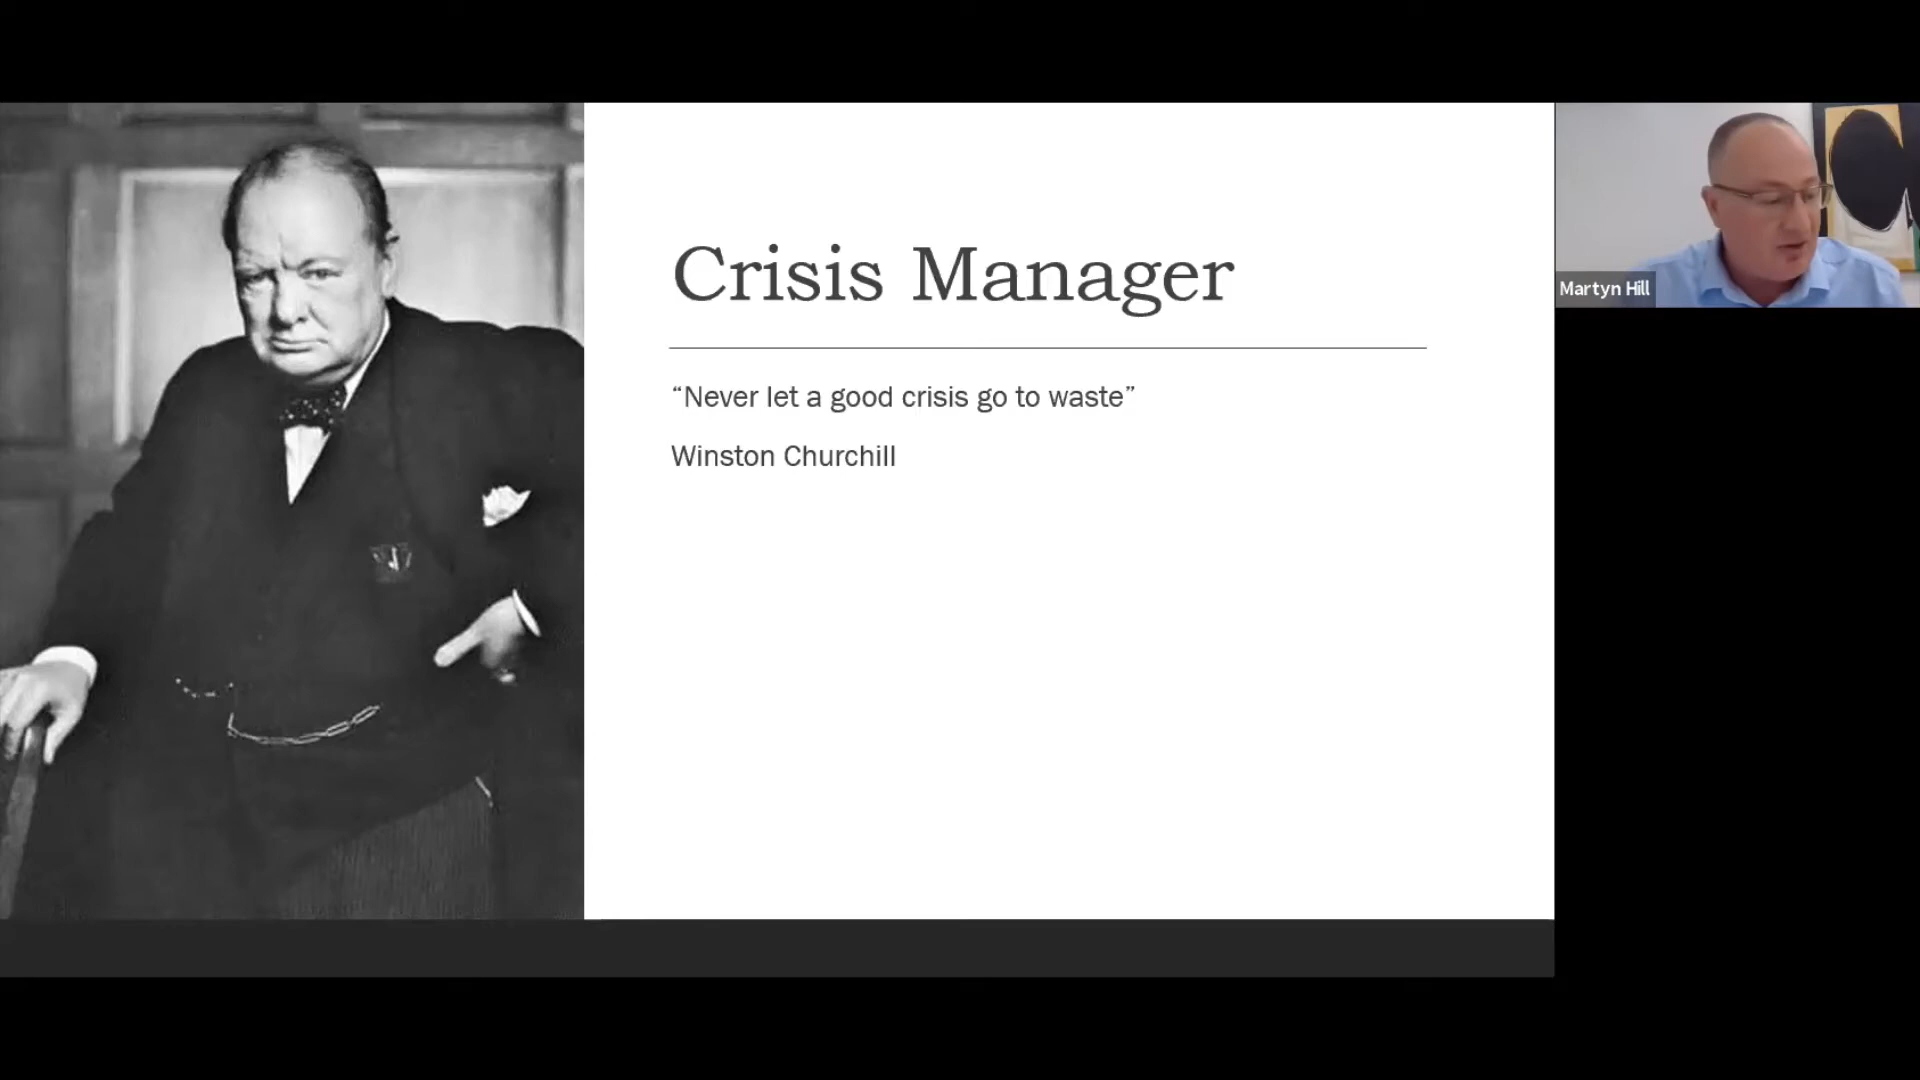 Crisis Manager
“Never let a good crisis go to waste”
Winston Churchill
Martyn Hill